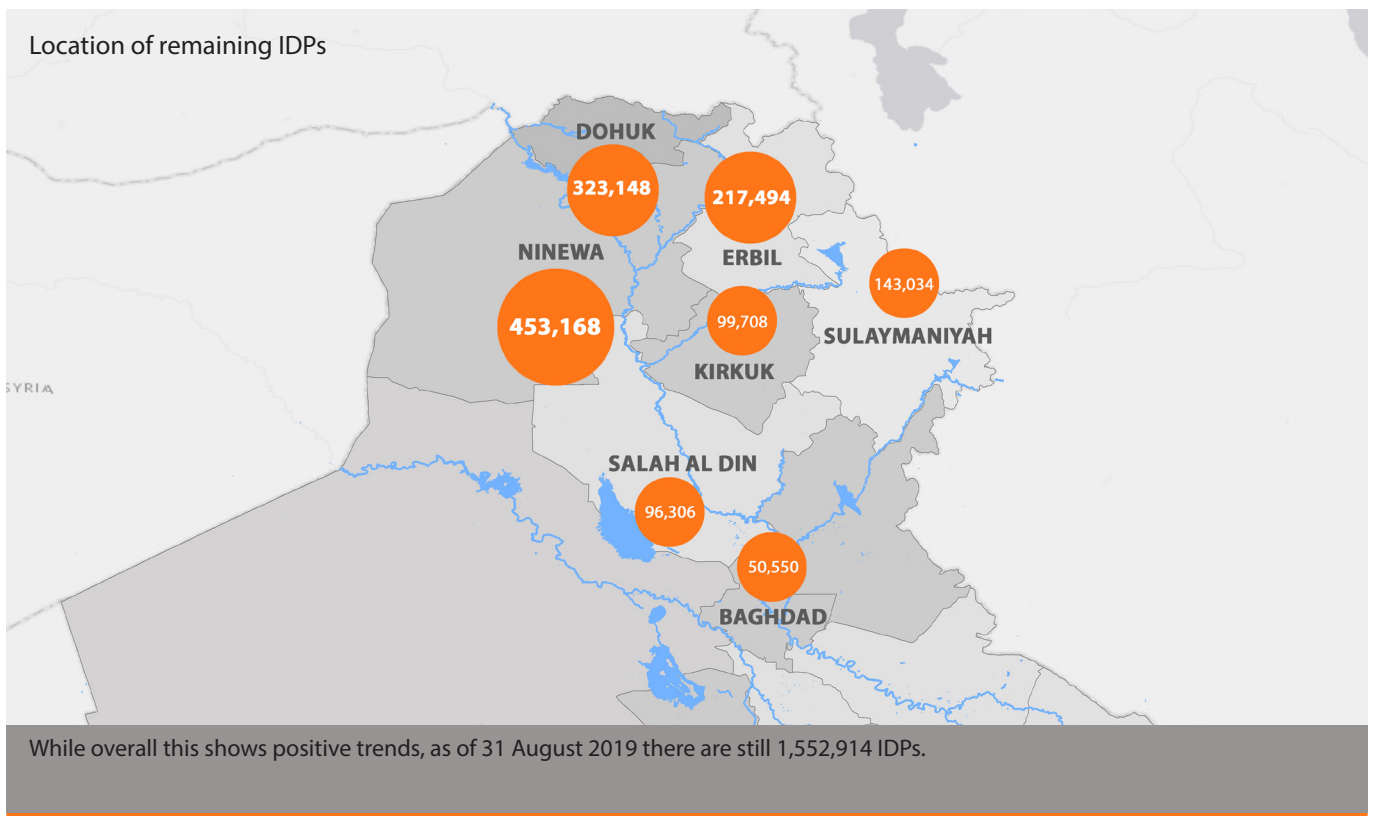 Location of remaining IDPs
DOHUK
323,148
217,494
NINEWA
ERBIL
143,034
453,168
99,708
SULAYMANIYAH
KIRKUK
SYRIA
SALAH AL DIN
96,306
50,550
BAGHDAD
While overall this shows positive trends, as of 31 August 2019 there are still 1,552,914 IDPs.